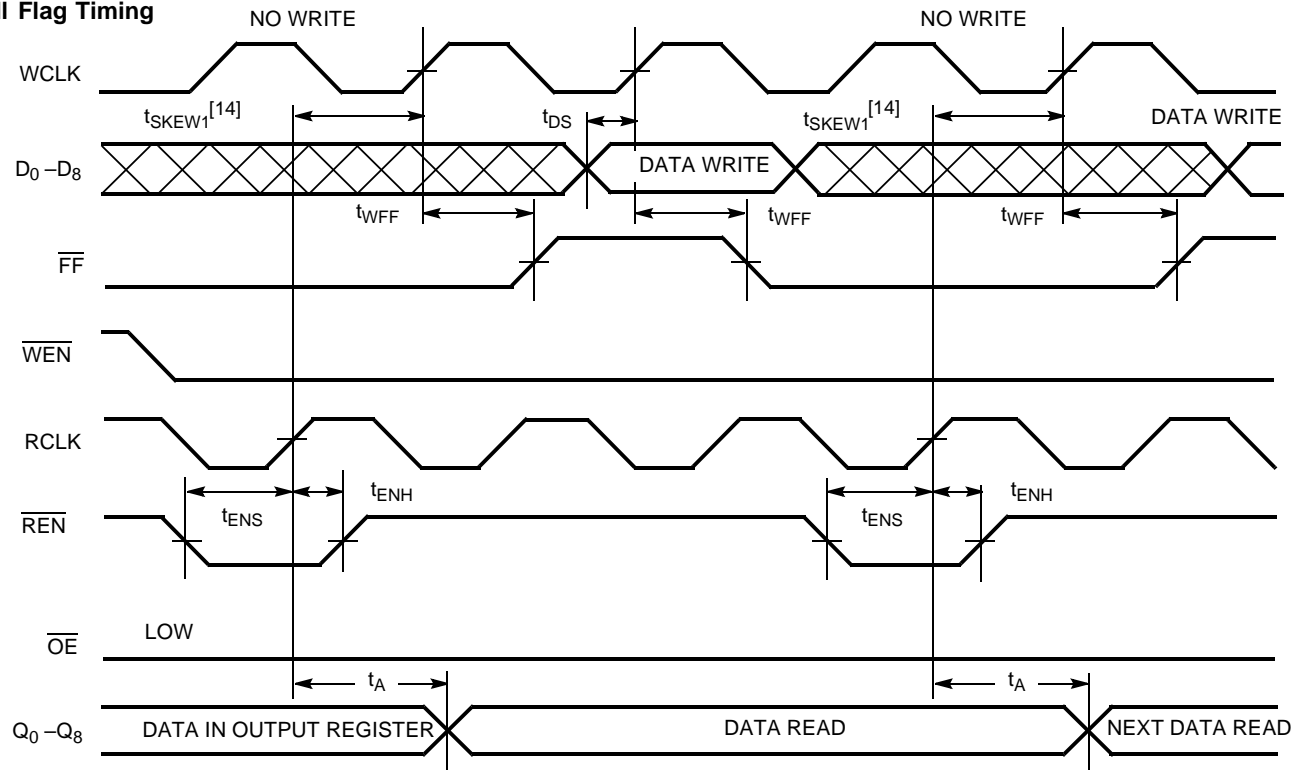 ll Flag Timing
NO WRITE NO WRITE
WCLK
tSKEW1[14] tDS tSKEW1[14] DATA WRITE
D0 –D8 DATA WRITE
tWFF tWFF tWFF
FF
WEN
RCLK
tENH tENH
REN tENS tENS
LOW
OE
tA tA
Q0 –Q8 DATA IN OUTPUT REGISTER DATA READ NEXT DATA READ